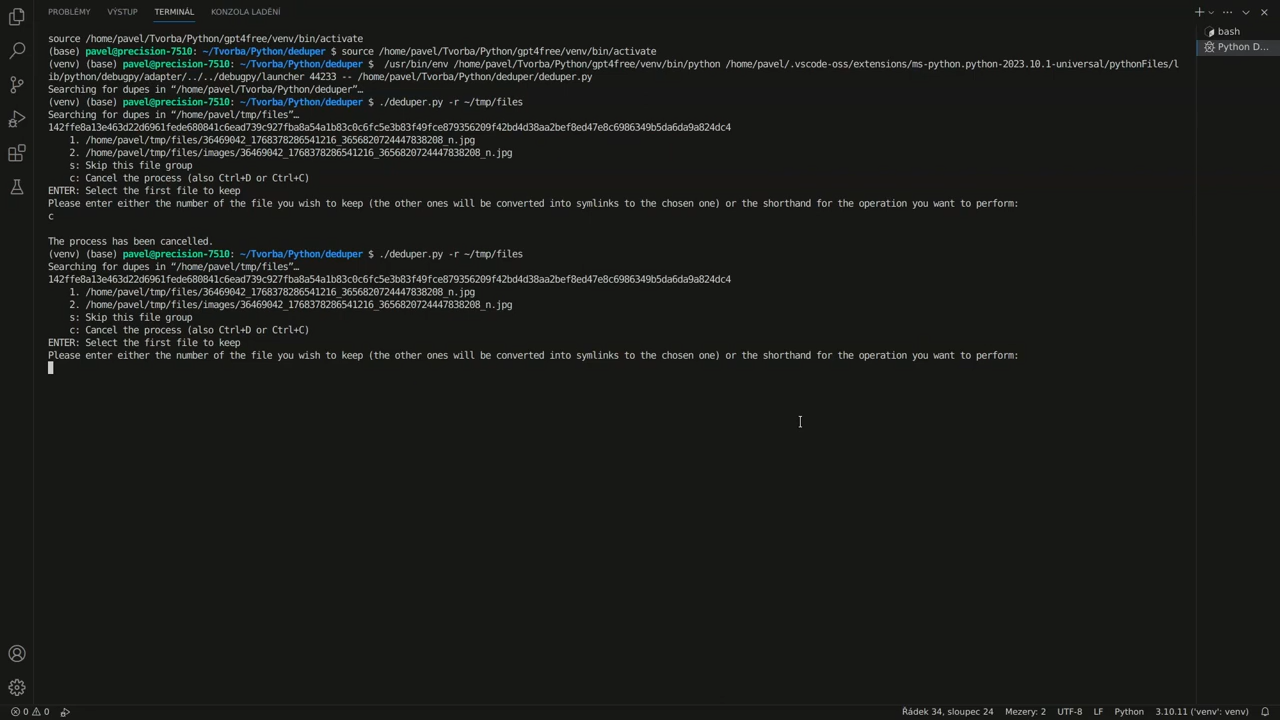 PROBLÉMY VÝSTUP TERMINÁL KONZOLA LADĚNÍ
source /home/pavel/Tvorba/Python/gpt4free/venv/bin/activate
(base) pavel@precision-7510: ~/Tvorba/Python/deduper $ source /home/pavel/Tvorba/Python/gpt4free/venv/bin/activate
(venv) (base) pavel@precision-7510: ~/Tvorba/Python/deduper $  /usr/bin/env /home/pavel/Tvorba/Python/gpt4free/venv/bin/python /home/pavel/.vscode-oss/extensions/ms-python.python-2023.10.1-universal/pythonFiles/l
ib/python/debugpy/adapter/../../debugpy/launcher 44233 -- /home/pavel/Tvorba/Python/deduper/deduper.py
Searching for dupes in “/home/pavel/Tvorba/Python/deduper”…
(venv) (base) pavel@precision-7510: ~/Tvorba/Python/deduper $ ./deduper.py -r ~/tmp/files
Searching for dupes in “/home/pavel/tmp/files”…
142ffe8a13e463d22d6961fede680841c6ead739c927fba8a54a1b83c0c6fc5e3b83f49fce879356209f42bd4d38aa2bef8ed47e8c6986349b5da6da9a824dc4
1. /home/pavel/tmp/files/36469042_1768378286541216_3656820724447838208_n.jpg
2. /home/pavel/tmp/files/images/36469042_1768378286541216_3656820724447838208_n.jpg
s: Skip this file group
c: Cancel the process (also Ctrl+D or Ctrl+C)
ENTER: Select the first file to keep
Please enter either the number of the file you wish to keep (the other ones will be converted into symlinks to the chosen one) or the shorthand for the operation you want to perform:
c
The process has been cancelled.
(venv) (base) pavel@precision-7510: ~/Tvorba/Python/deduper $ ./deduper.py -r ~/tmp/files
Searching for dupes in “/home/pavel/tmp/files”…
142ffe8a13e463d22d6961fede680841c6ead739c927fba8a54a1b83c0c6fc5e3b83f49fce879356209f42bd4d38aa2bef8ed47e8c6986349b5da6da9a824dc4
1. /home/pavel/tmp/files/36469042_1768378286541216_3656820724447838208_n.jpg
2. /home/pavel/tmp/files/images/36469042_1768378286541216_3656820724447838208_n.jpg
s: Skip this file group
c: Cancel the process (also Ctrl+D or Ctrl+C)
ENTER: Select the first file to keep
Please enter either the number of the file you wish to keep (the other ones will be converted into symlinks to the chosen one) or the shorthand for the operation you want to perform:
bash
Python D…
0 0
Řádek 34, sloupec 24 Mezery: 2 UTF-8 LF Python 3.10.11 ('venv': venv)